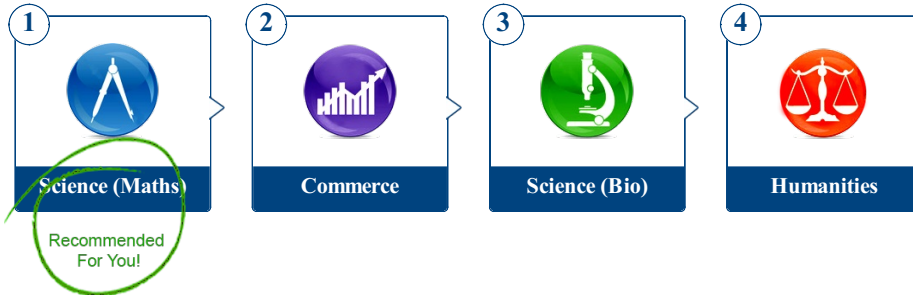 1
2
3
4
Science (Maths)
Commerce
Science (Bio)
Humanities
Recommended
For You!